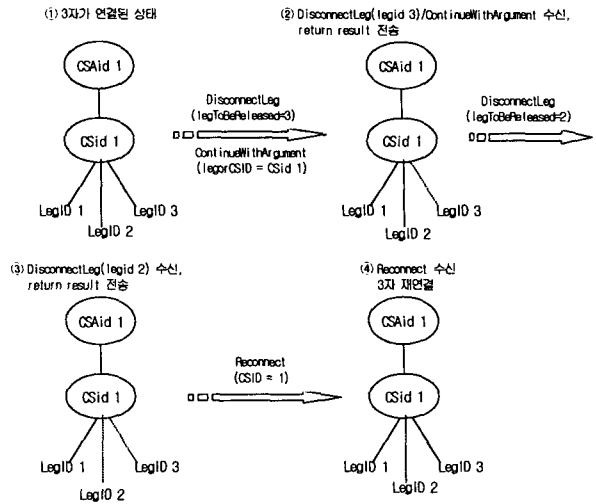 ① 3자가 연결된 상태
CSAid 1
CSid 1
LegID 1
LegID 2
LegID 3
DisconnectLeg
(legToBeReleased=3)
ContinueWithArgument
(legorCSID = CSid 1)
② DisconnectLeg(legid 3)/ContinueWithArgument 수신,
return result 전송
CSAid 1
CSid 1
LegID 1
LegID 2
LegID 3
DisconnectLeg
(legToBeReleased=2)
③ DisconnectLeg(legid 2) 수신,
return result 전송
CSAid 1
CSid 1
LegID 1
LegID 2
LegID 3
Reconnect
(CSID = 1)
④ Reconnect 수신
3자 재연결
CSAid 1
CSid 1
LegID 1
LegID 2
LegID 3